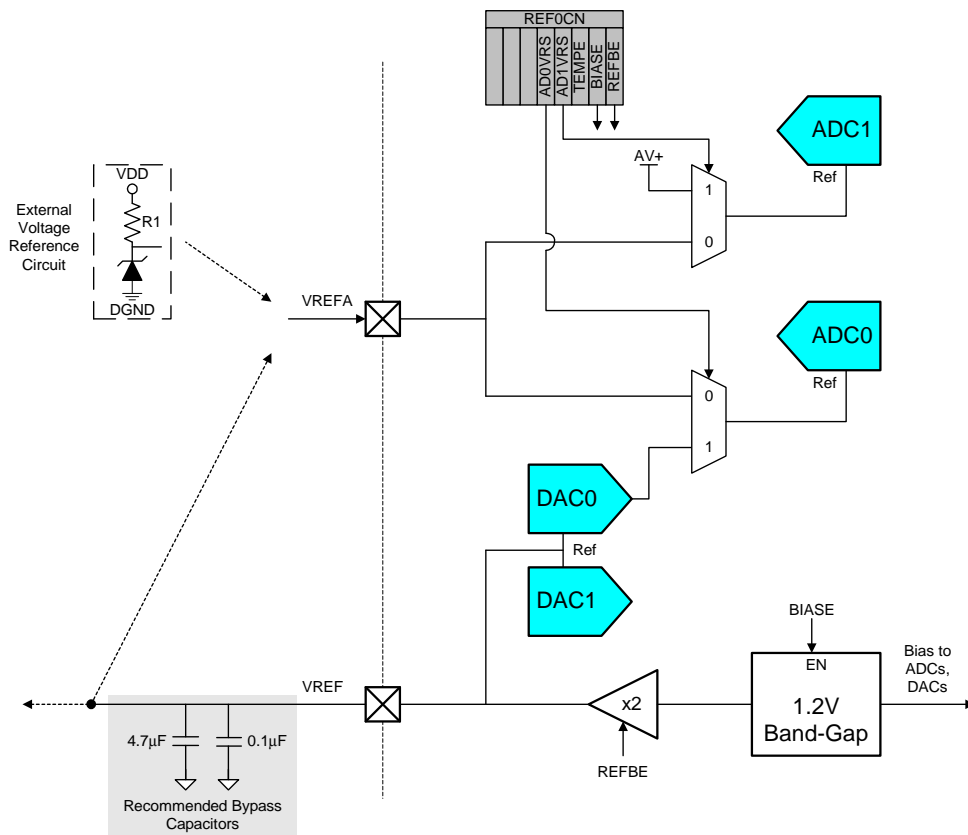 REF0CN
AD0VRS
AD1VRS
TEMPE
BIASE
REFBE
ADC1
AV+
Ref
1
0
VDD
R1
DGND
External
Voltage
Reference
Circuit
VREFA
ADC0
Ref
0
1
DAC0
Ref
DAC1
BIASE
EN
1.2V
Band-Gap
Bias to
ADCs,
DACs
VREF
x2
REFBE
4.7µF
0.1µF
Recommended Bypass
Capacitors